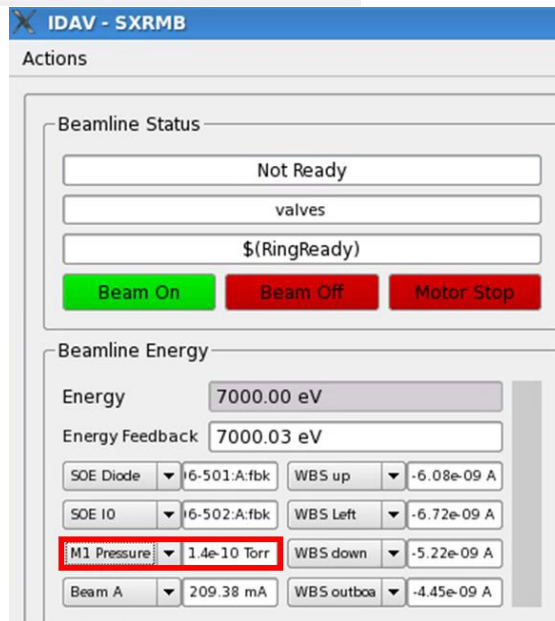 IDAV - SXRMB
Actions
Beamline Status
Not Ready
valves
$(RingReady)
Beam On Beam Off Motor Stop
Beamline Energy
Energy 7000.00 eV
Energy Feedback 7000.03 eV
SOE Diode 6-501:A:fbk WBS up -6.08e-09 A
SOE I0 6-502:A:fbk WBS Left -6.72e-09 A
M1 Pressure 1.4e-10 Torr WBS down -5.22e-09 A
Beam A 209.38 mA WBS outboa -4.45e-09 A